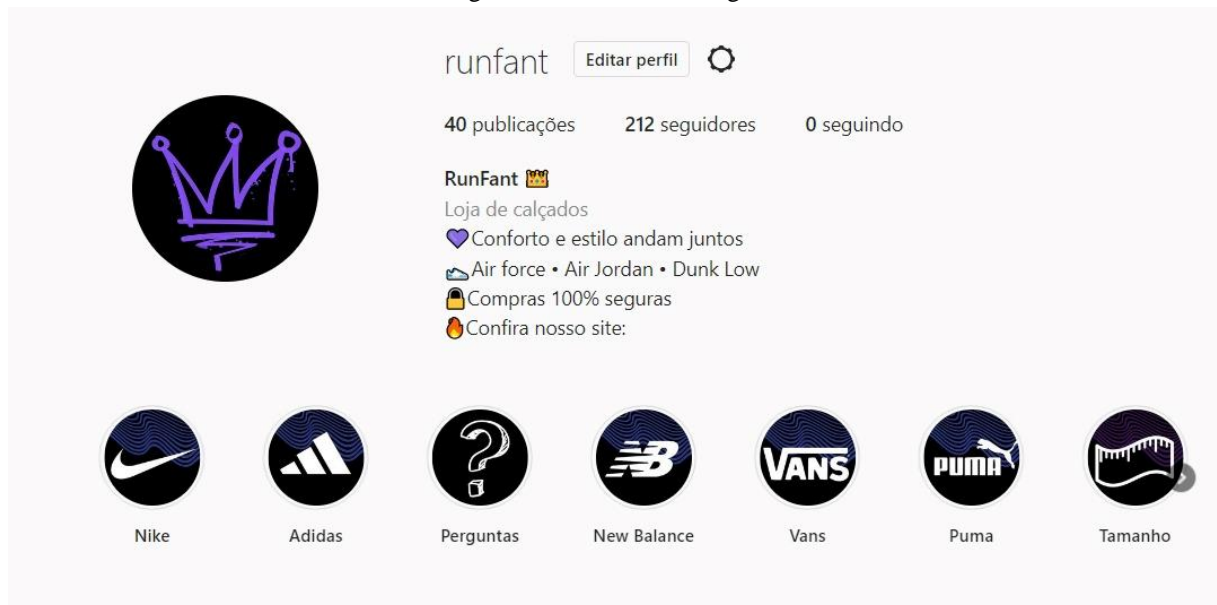 runfant Editar perfil
40 publicações 212 seguidores 0 seguindo
RunFant
Loja de calçados
💜Conforto e estilo andam juntos
👟Air force • Air Jordan • Dunk Low
🔒Compras 100% seguras
🔥Confira nosso site:
VANS PUMA
Nike Adidas Perguntas New Balance Vans Puma Tamanho